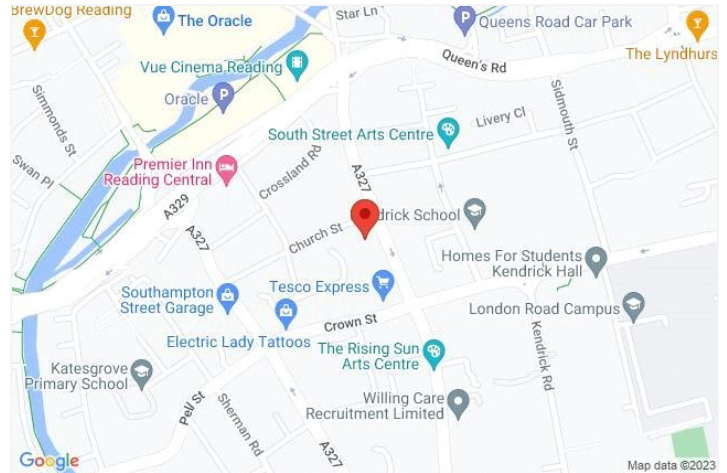 BrewDog Reading
The Oracle
Star Ln
Queens Road Car Park
The Lyndhurs
Vue Cinema Reading
Queen's Rd
Simmonds St
Oracle
Sidmouth St
Livery Cl
South Street Arts Centre
Swan Pl
Premier Inn
Reading Central
Crossland Rd
A327
A329
drick School
Church St
A327
Homes For Students
Kendrick Hall
Southampton
Street Garage
Tesco Express
London Road Campus
Electric Lady Tattoos
Crown St
Kendrick Rd
The Rising Sun
Arts Centre
Katesgrove
Primary School
Pell St
Sherman Rd
Willing Care
Recruitment Limited
A327
Google
Map data ©2023